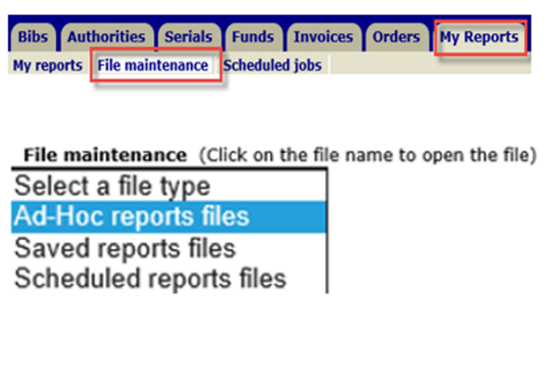 Bibs Authorities Serials Funds Invoices Orders My Reports
My reports File maintenance Scheduled jobs
File maintenance (Click on the file name to open the file)
Select a file type
Ad-Hoc reports files
Saved reports files
Scheduled reports files